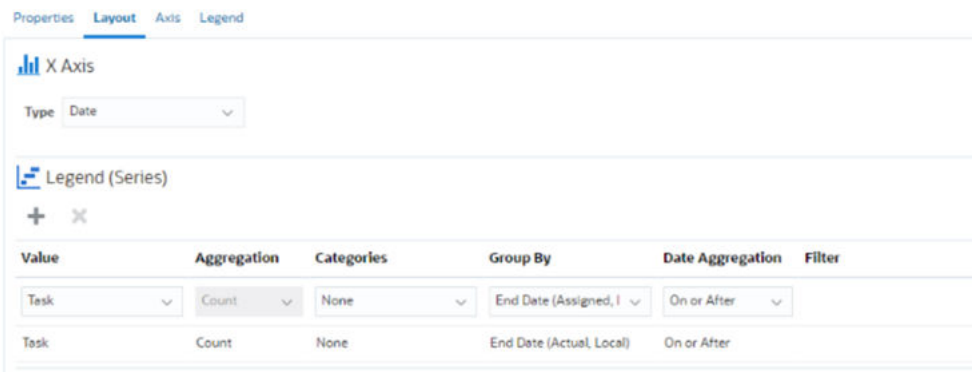 Properties Layout Axis Legend
X Axis
Type Date
Legend (Series)
Value Aggregation Categories Group By Date Aggregation Filter
Task Count None End Date (Assigned, l On or After
Task Count None End Date (Actual, Local) On or After